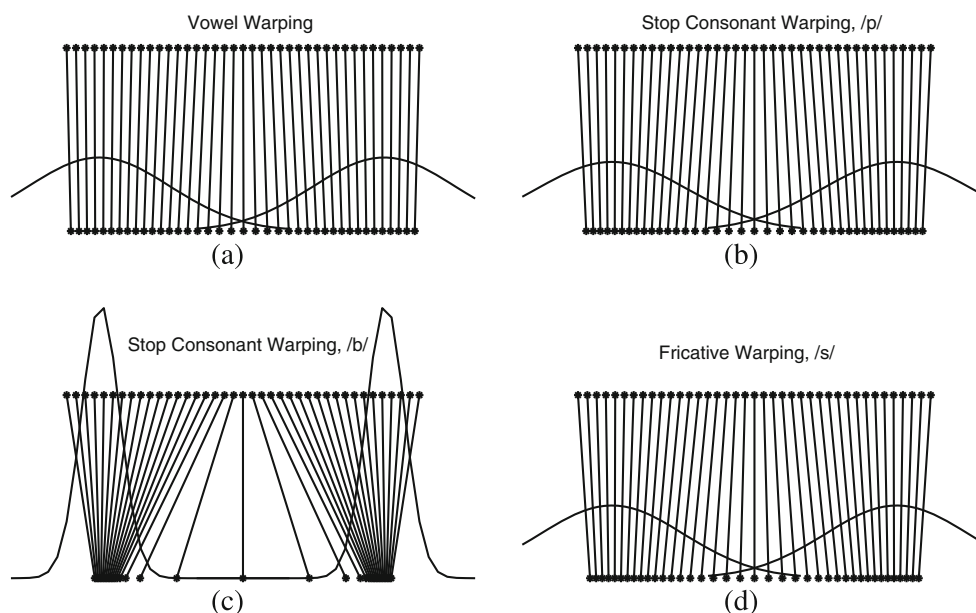 Vowel Warping
Stop Consonant Warping, /p/
(a)
(b)
Stop Consonant Warping, /b/
Fricative Warping, /s/
(c)
(d)